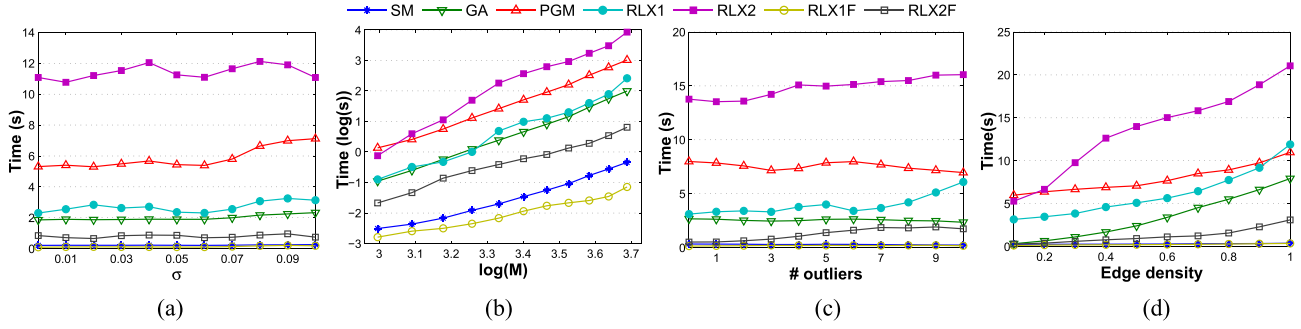 SM GA PGM RLX1 RLX2 RLX1F RLX2F
Time (s)
14
12
10
8
6
4
2
0
0.01 0.03 0.05 0.07 0.09
σ
(a)
Time (log(s))
4
3
2
1
0
−1
−2
−3
3 3.1 3.2 3.3 3.3 3.4 3.5 3.6 3.7
log(M)
(b)
Time (s)
20
15
10
5
0
1 3 5 7 9
# outliers
(c)
Time(s)
25
20
15
10
5
0
0.2 0.4 0.6 0.8 1
Edge density
(d)